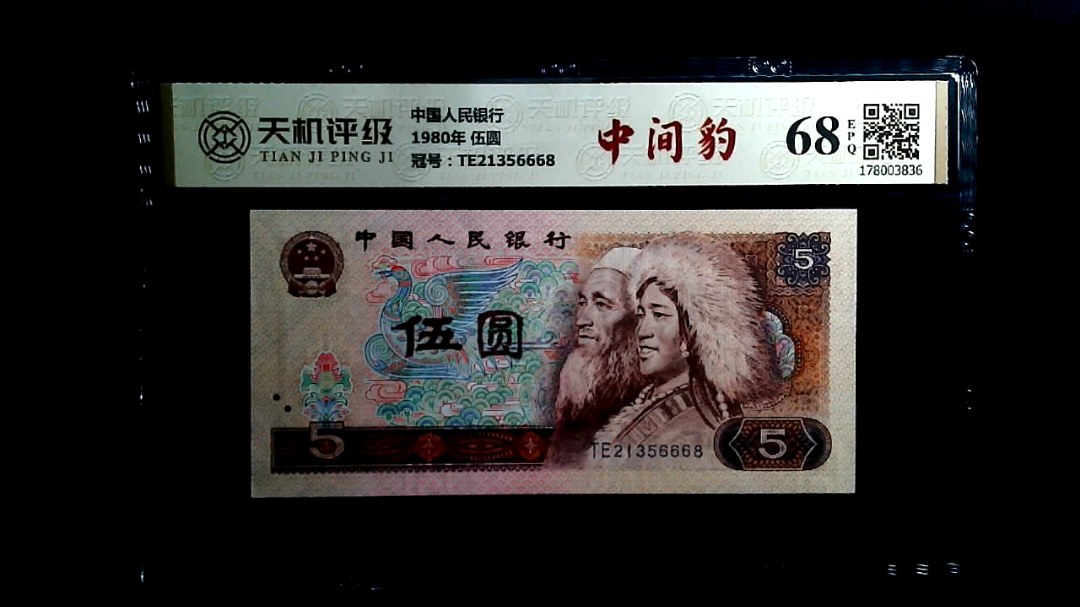 天机评级
TIAN JI PING JI
中国人民银行
1980年 伍圆
冠号:TE21356668
中间豹
68
EPQ
178003836
中国人民银行
5
伍圆
5
TE21356668
5